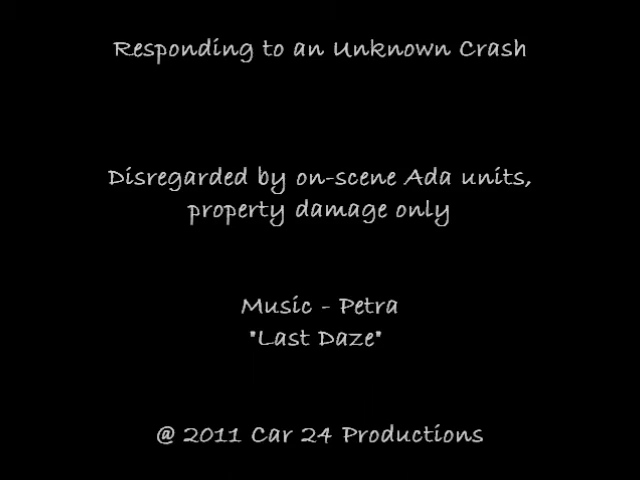 Responding to an Unknown Crash
Disregarded by on-scene Ada units,
property damage only
Music - Petra
"Last Daze"
@ 2011 Car 24 Productions